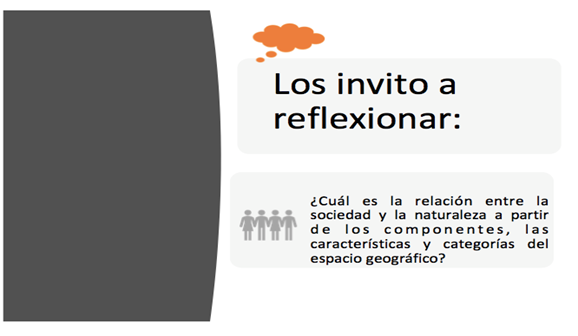 Los invito a
reflexionar:
¿Cuál es la relación entre la
sociedad y la naturaleza a partir
de los componentes, las
características y categorías del
espacio geográfico?